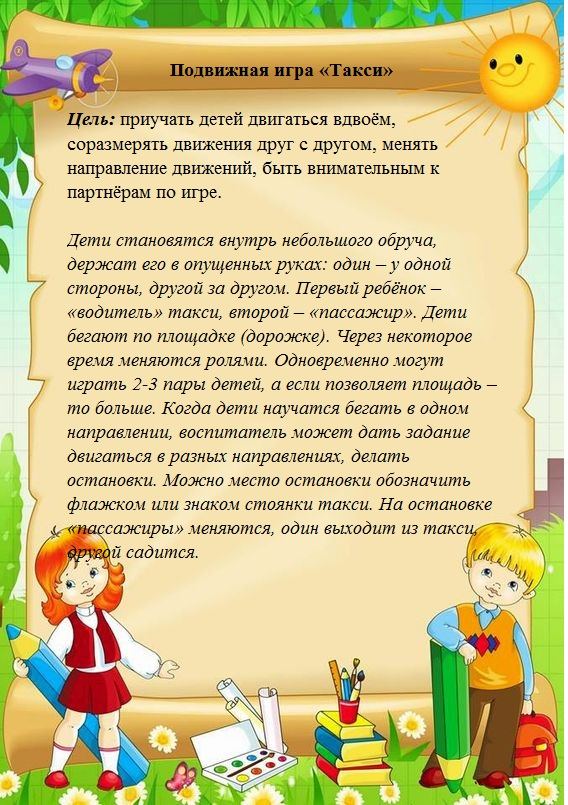 Подвижная игра «Такси»
Цель: приучать детей двигаться вдвоём,
соразмерять движения друг с другом, менять
направление движений, быть внимательным к
партнёрам по игре.
Дети становятся внутрь небольшого обруча,
держат его в опущенных руках: один – у одной
стороны, другой за другом. Первый ребёнок –
«водитель» такси, второй – «пассажир». Дети
бегают по площадке (дорожке). Через некоторое
время меняются ролями. Одновременно могут
играть 2-3 пары детей, а если позволяет площадь –
то больше. Когда дети научатся бегать в одном
направлении, воспитатель может дать задание
двигаться в разных направлениях, делать
остановки. Можно место остановки обозначить
флажком или знаком стоянки такси. На остановке
«пассажиры» меняются, один выходит из такси,
другой садится.